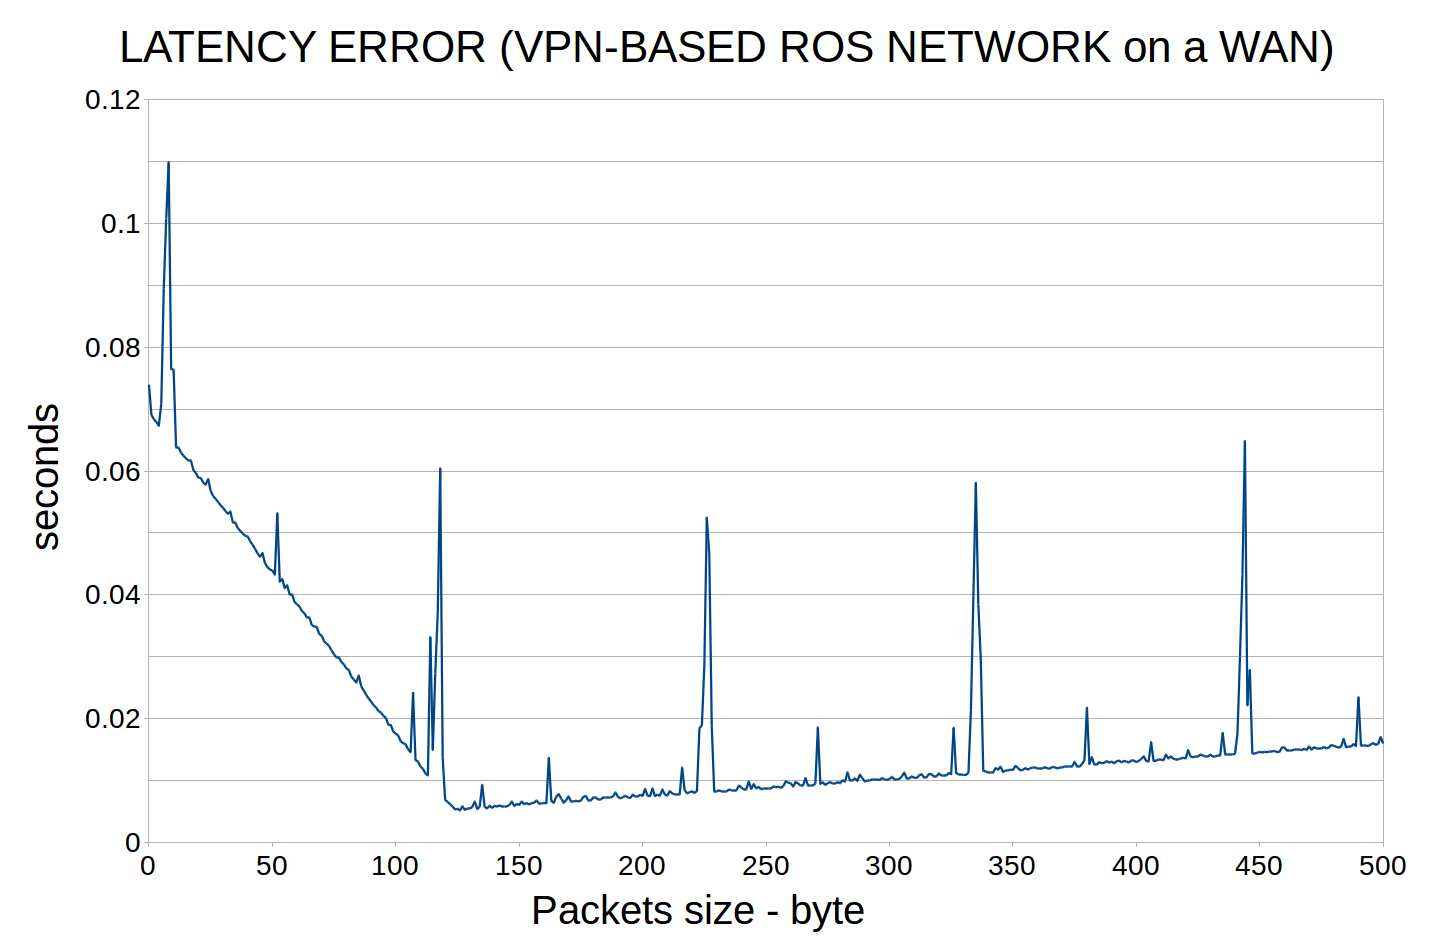 LATENCY ERROR (VPN-BASED ROS NETWORK on a WAN)
0.12
0.1
0.08
0.06
0.04
0.02
0
seconds
0 50 100 150 200 250 300 350 400 450 500
Packets size - byte